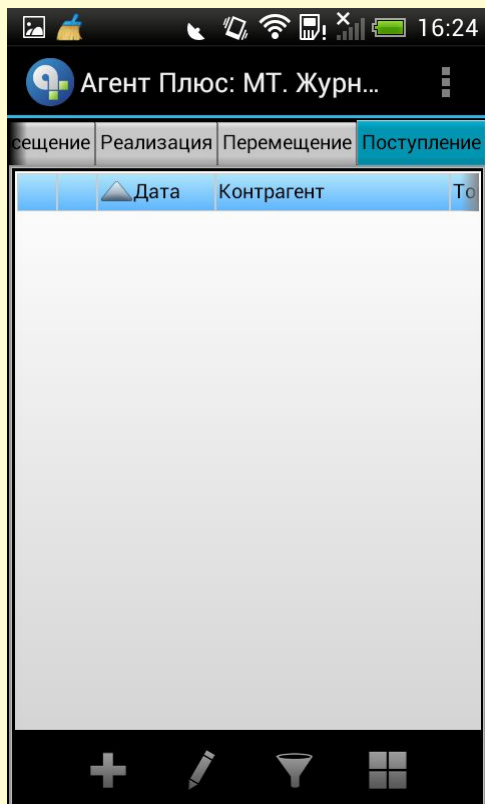 16:24
Агент Плюс: МТ. Журн...
сещение Реализация Перемещение Поступление
Дата Контрагент То